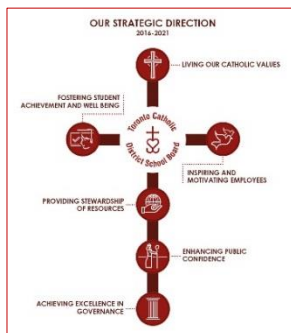 OUR STRATEGIC DIRECTION
2016-2021
LIVING OUR CATHOLIC VALUES
FOSTERING STUDENT
ACHIEVEMENT AND WELL BEING
Toronto Catholic
District School Board
INSPIRING AND
MOTIVATING EMPLOYEES
PROVIDING STEWARDSHIP
OF RESOURCES
ENHANCING PUBLIC
CONFIDENCE
ACHIEVING EXCELLENCE IN
GOVERNANCE